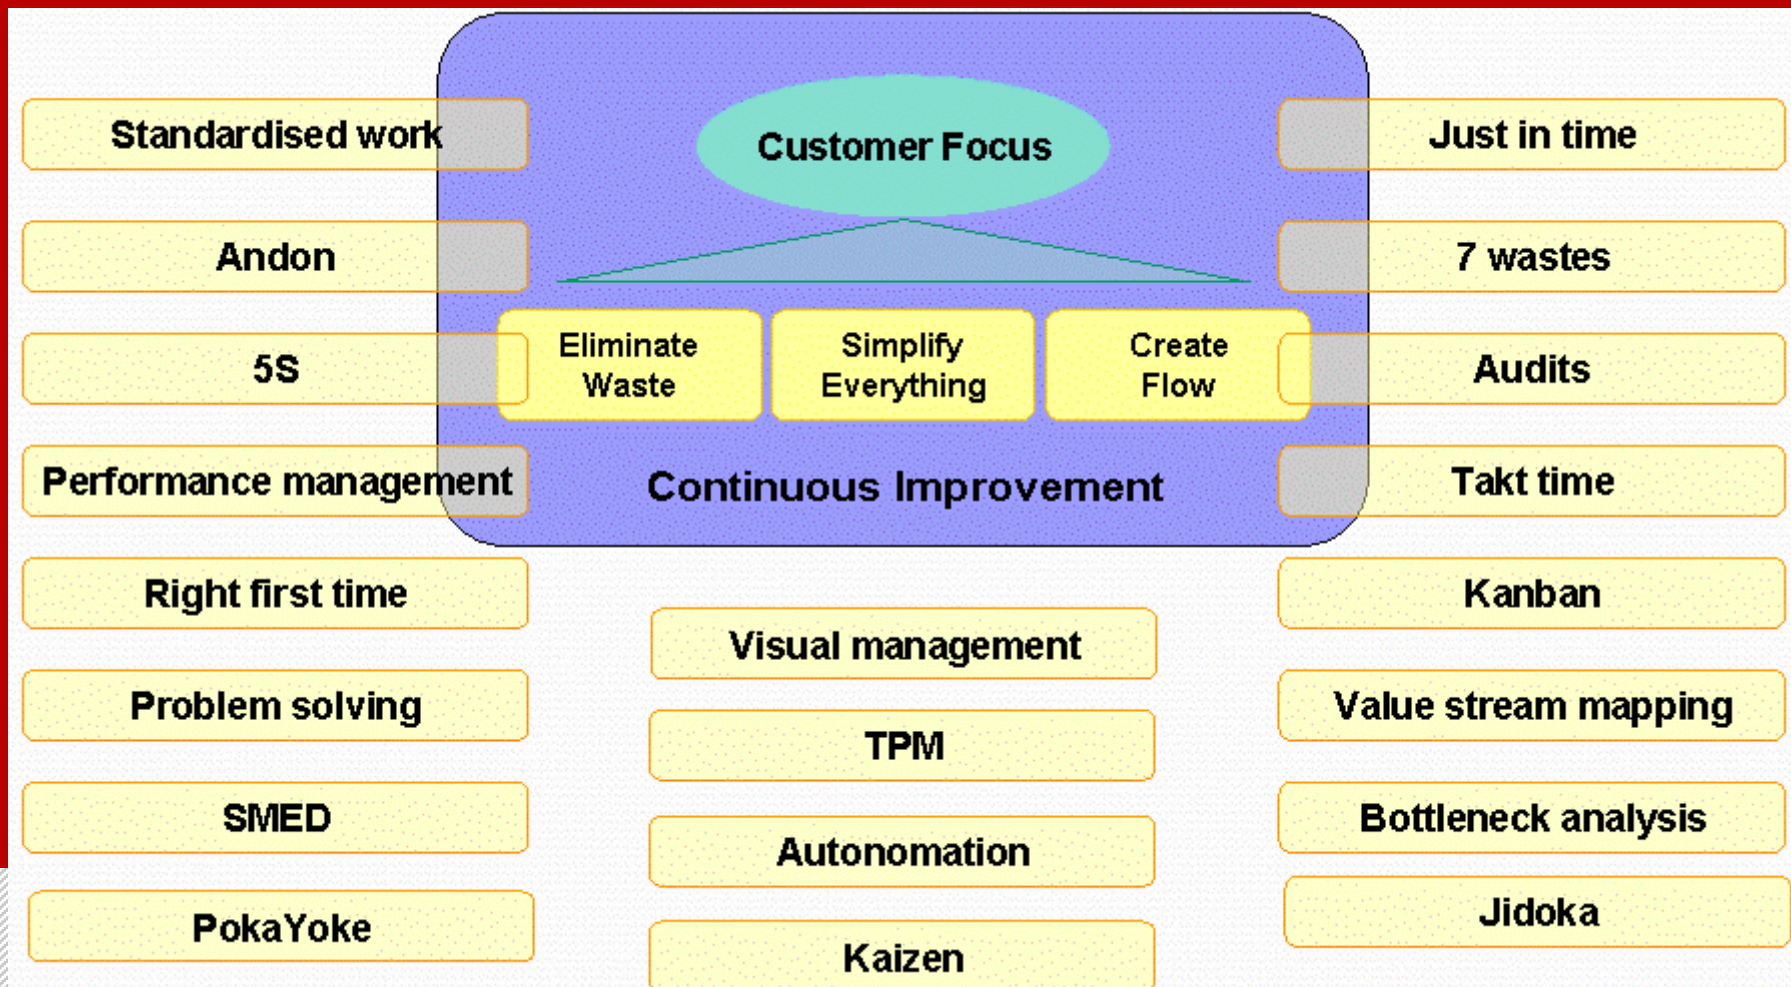 Customer Focus
Standardised work
Just in time
Andon
7 wastes
Eliminate
Waste
Simplify
Everything
Create
Flow
5S
Audits
Performance management
Continuous Improvement
Takt time
Right first time
Kanban
Visual management
Problem solving
Value stream mapping
TPM
SMED
Bottleneck analysis
Autonomation
PokaYoke
Jidoka
Kaizen